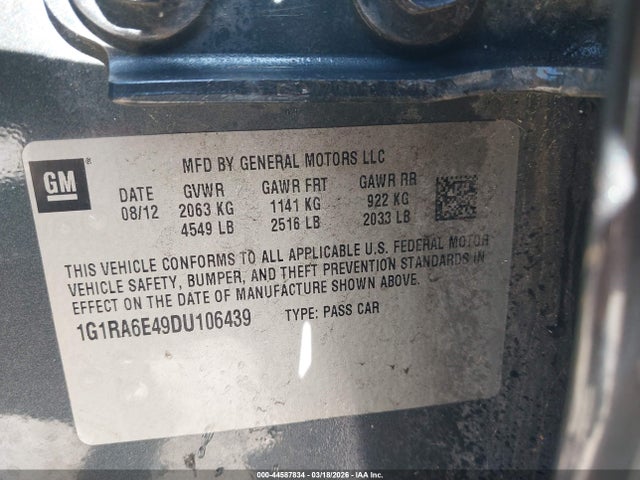 MFD BY GENERAL MOTORS LLC
GM ®
DATE GVWR GAWR FRT GAWR RR
08/12 2063 KG 1141 KG 922 KG
4549 LB 2516 LB 2033 LB
THIS VEHICLE CONFORMS TO ALL APPLICABLE U.S. FEDERAL MOTOR
VEHICLE SAFETY, BUMPER, AND THEFT PREVENTION STANDARDS IN
EFFECT ON THE DATE OF MANUFACTURE SHOWN ABOVE.
1G1RA6E49DU106439 TYPE: PASS CAR
000-44587834 | 03/18/2026 - IAA Inc.